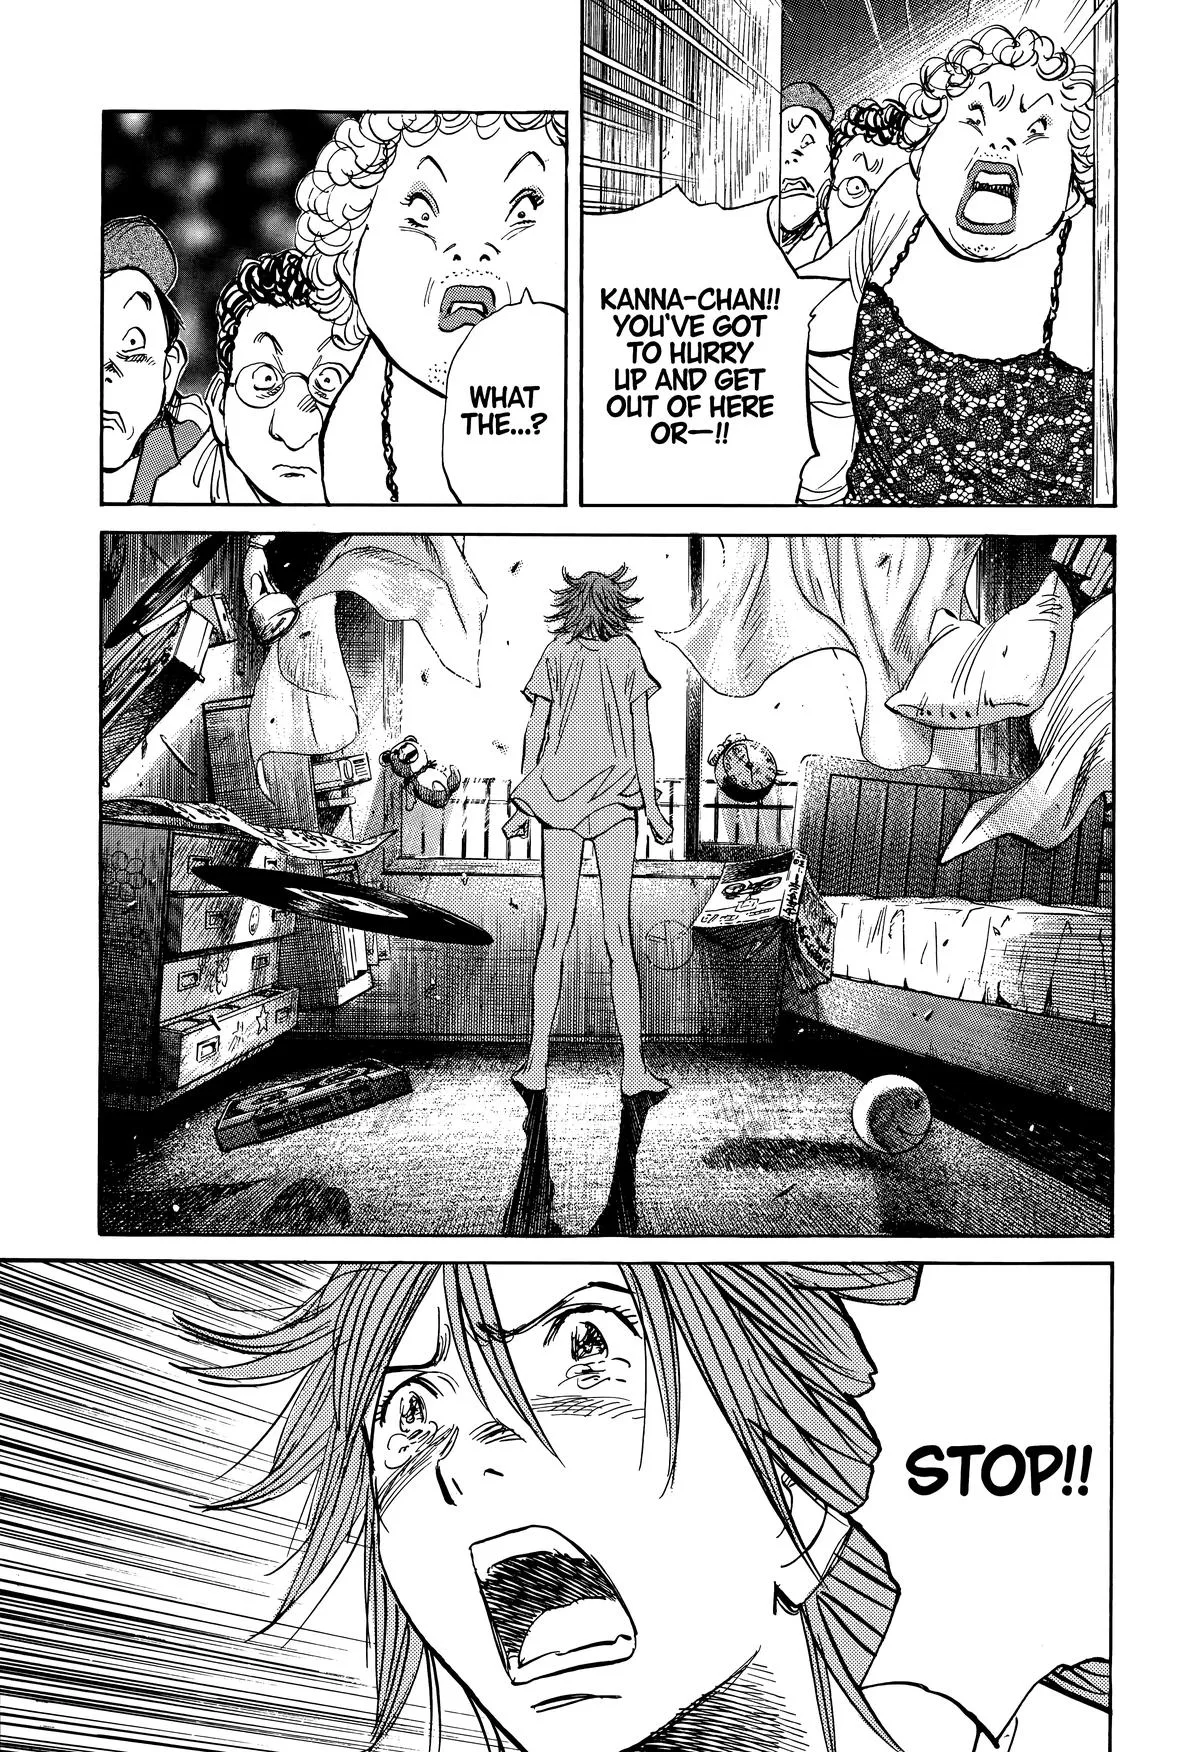 KANNA-CHAN!!
YOU'VE GOT
TO HURRY
UP AND GET
OUT OF HERE
OR—!!
WHAT
THE...?
STOP!!